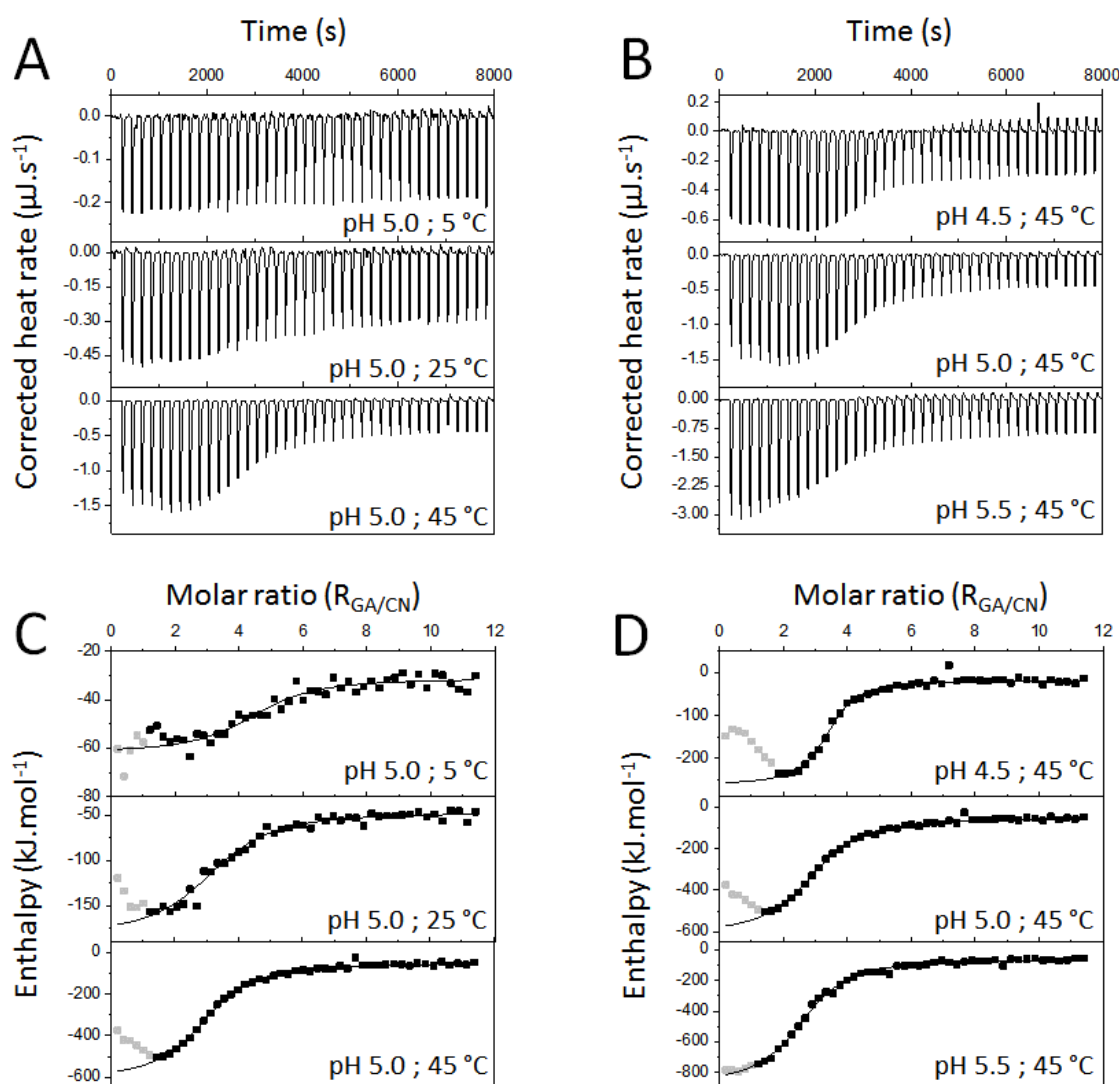 A
Time (s)
0 2000 4000 6000 8000
Corrected heat rate (µJ.s-1)
0.0
-0.1
-0.2
pH 5.0 ; 5 °C
0.00
-0.15
-0.30
-0.45
pH 5.0 ; 25 °C
0.0
-0.5
-1.0
-1.5
pH 5.0 ; 45 °C
B
Time (s)
0 2000 4000 6000 8000
Corrected heat rate (µJ.s-1)
0.2
0.0
-0.2
-0.4
-0.6
pH 4.5 ; 45 °C
0.0
-0.5
-1.0
-1.5
pH 5.0 ; 45 °C
0.00
-0.75
-1.50
-2.25
-3.00
pH 5.5 ; 45 °C
C
Molar ratio (RGA/CN)
0 2 4 6 8 10 12
Enthalpy (kJ.mol-1)
-20
-40
-60
-80
pH 5.0 ; 5 °C
-50
-100
-150
pH 5.0 ; 25 °C
0
-200
-400
-600
pH 5.0 ; 45 °C
D
Molar ratio (RGA/CN)
0 2 4 6 8 10 12
Enthalpy (kJ.mol-1)
0
-100
-200
pH 4.5 ; 45 °C
0
-200
-400
-600
pH 5.0 ; 45 °C
0
-200
-400
-600
-800
pH 5.5 ; 45 °C